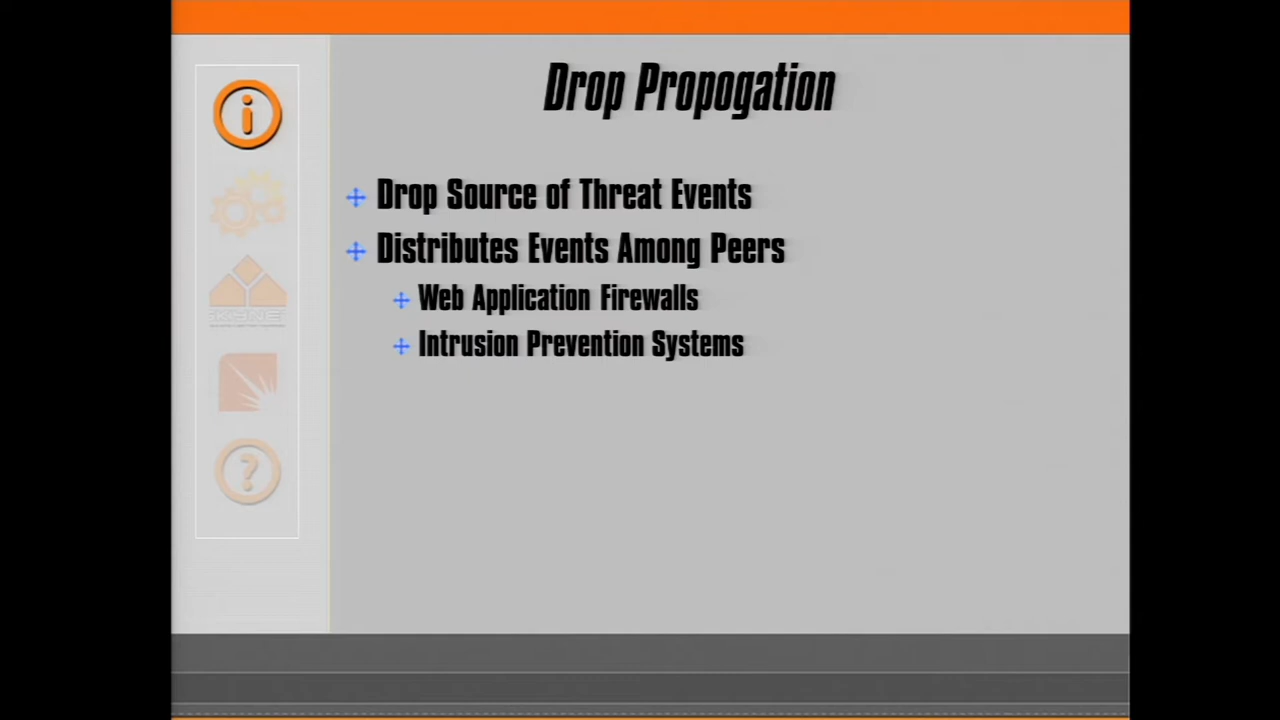 Drop Propogation
Drop Source of Threat Events
Distributes Events Among Peers
Web Application Firewalls
Intrusion Prevention Systems